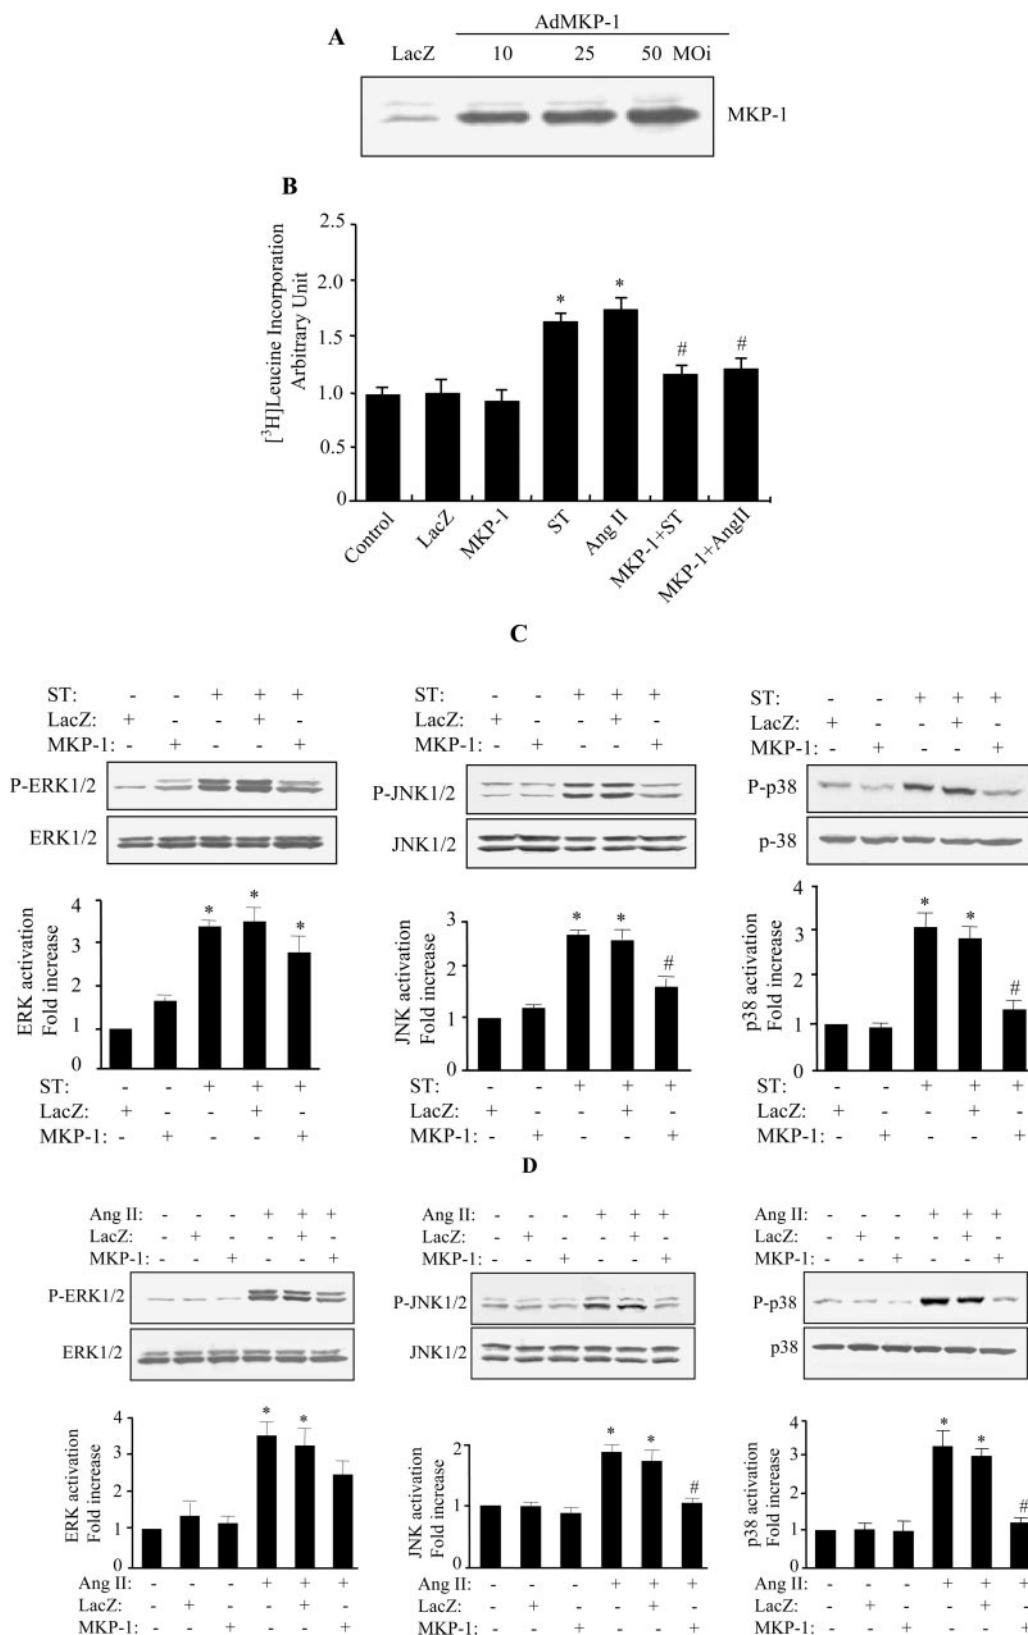 A
AdMKP-1
LacZ 10 25 50 MOi
MKP-1
B
[³H]Leucine Incorporation
Arbitrary Unit
2.5
2.0
1.5
1.0
0.5
0
* * # #
Control LacZ MKP-1 ST Ang II MKP-1+ST MKP-1+AngII
C
ST: - - + + +
LacZ: + - - + -
MKP-1: - + - - +
P-ERK1/2
ERK1/2
ERK activation
Fold increase
4
3
2
1
0
* * *
ST: - - + + +
LacZ: + - - + -
MKP-1: - + - - +
ST: - - + + +
LacZ: + - - + -
MKP-1: - + - - +
P-JNK1/2
JNK1/2
JNK activation
Fold increase
3
2
1
0
* * #
ST: - - + + +
LacZ: + - - + -
MKP-1: - + - - +
ST: - - + + +
LacZ: + - - + -
MKP-1: - + - - +
P-p38
p-38
p38 activation
Fold increase
4
3
2
1
0
* * #
ST: - - + + +
LacZ: + - - + -
MKP-1: - + - - +
D
Ang II: - - - + + +
LacZ: - + - - + -
MKP-1: - - + - - +
P-ERK1/2
ERK1/2
ERK activation
Fold increase
4
3
2
1
0
* *
Ang II: - - - + + +
LacZ: - + - - + -
MKP-1: - - + - - +
Ang II: - - - + + +
LacZ: - + - - + -
MKP-1: - - + - - +
P-JNK1/2
JNK1/2
JNK activation
Fold increase
2
1
0
* * #
Ang II: - - - + + +
LacZ: - + - - + -
MKP-1: - - + - - +
Ang II: - - - + + +
LacZ: - + - - + -
MKP-1: - - + - - +
P-p38
p38
p38 activation
Fold increase
4
3
2
1
0
* * #
Ang II: - - - + + +
LacZ: - + - - + -
MKP-1: - - + - - +